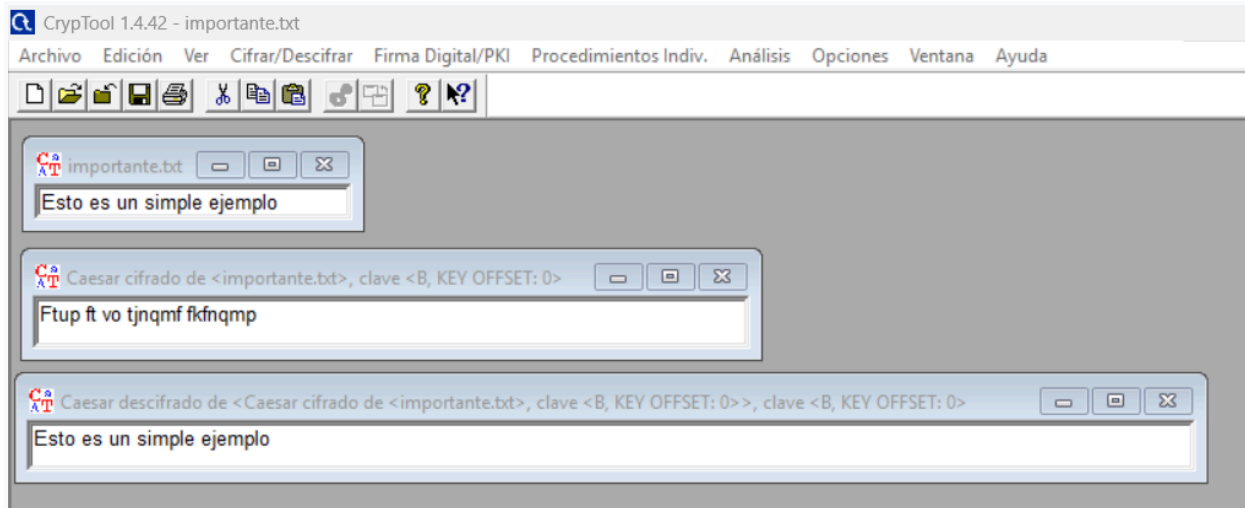 CrypTool 1.4.42 - importante.txt
Archivo Edición Ver Cifrar/Descifrar Firma Digital/PKI Procedimientos Indiv. Análisis Opciones Ventana Ayuda
importante.txt
Esto es un simple ejemplo
Caesar cifrado de <importante.txt>, clave <B, KEY OFFSET: 0>
Ftup ft vo tjnqmf fkfnqmp
Caesar descifrado de <Caesar cifrado de <importante.txt>, clave <B, KEY OFFSET: 0>>, clave <B, KEY OFFSET: 0>
Esto es un simple ejemplo